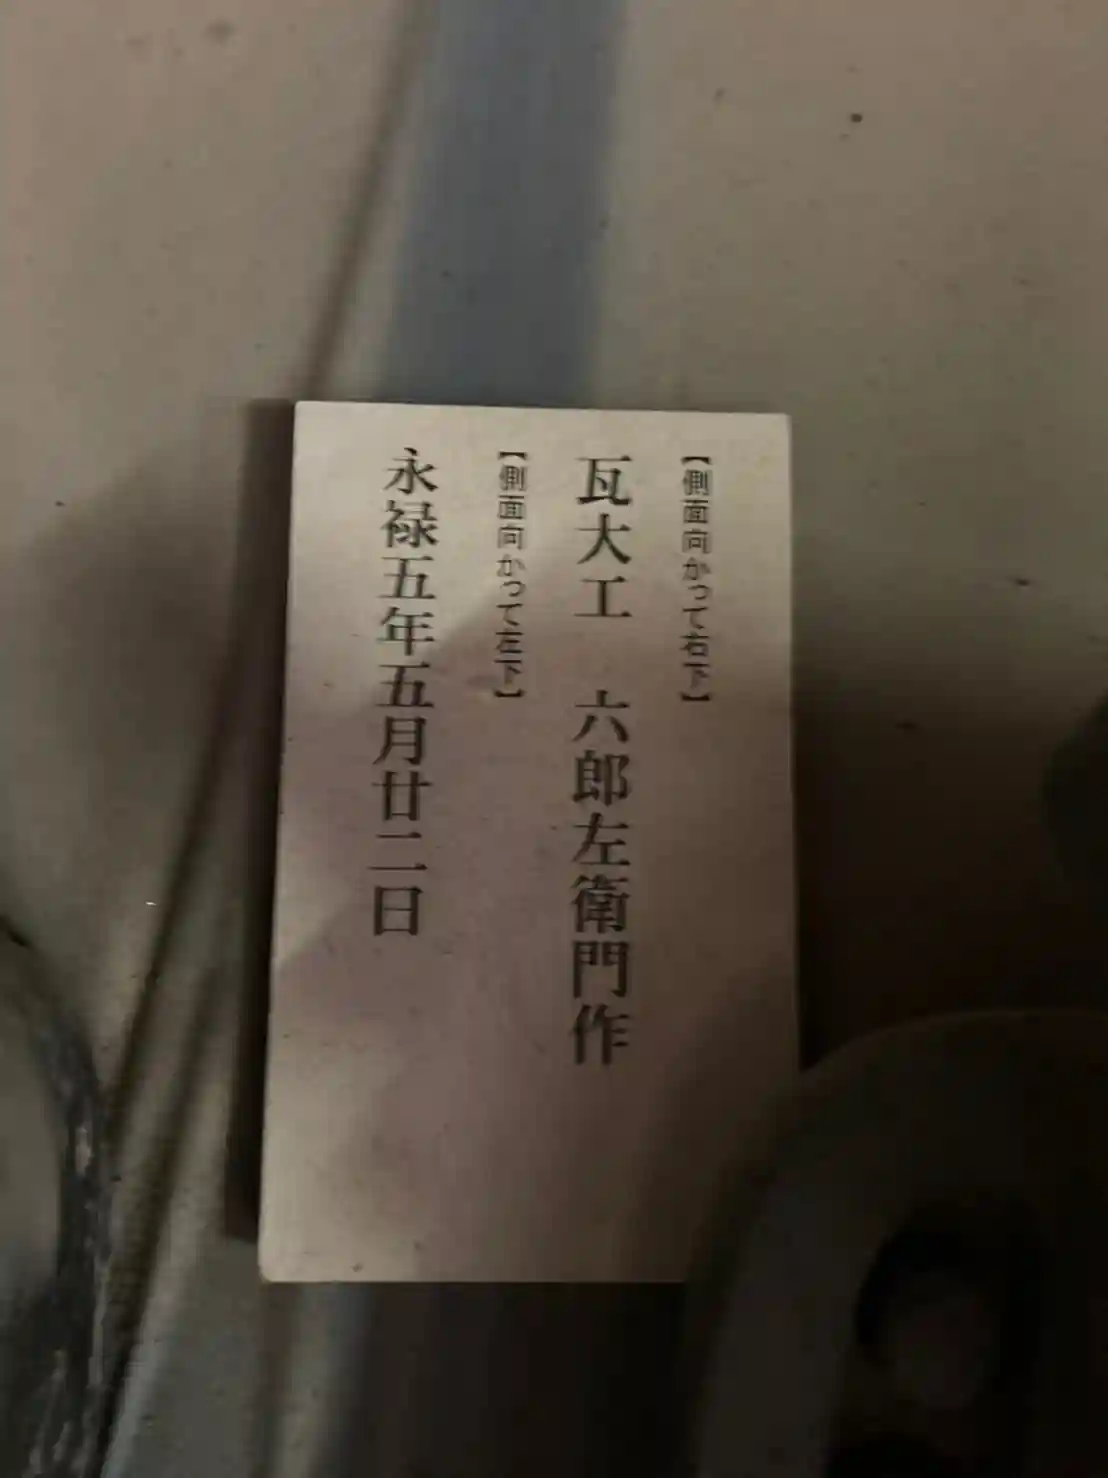 【側面向かって右下】
瓦大工 六郎左衛門作
【側面向かって左下】
永禄五年五月廿二日